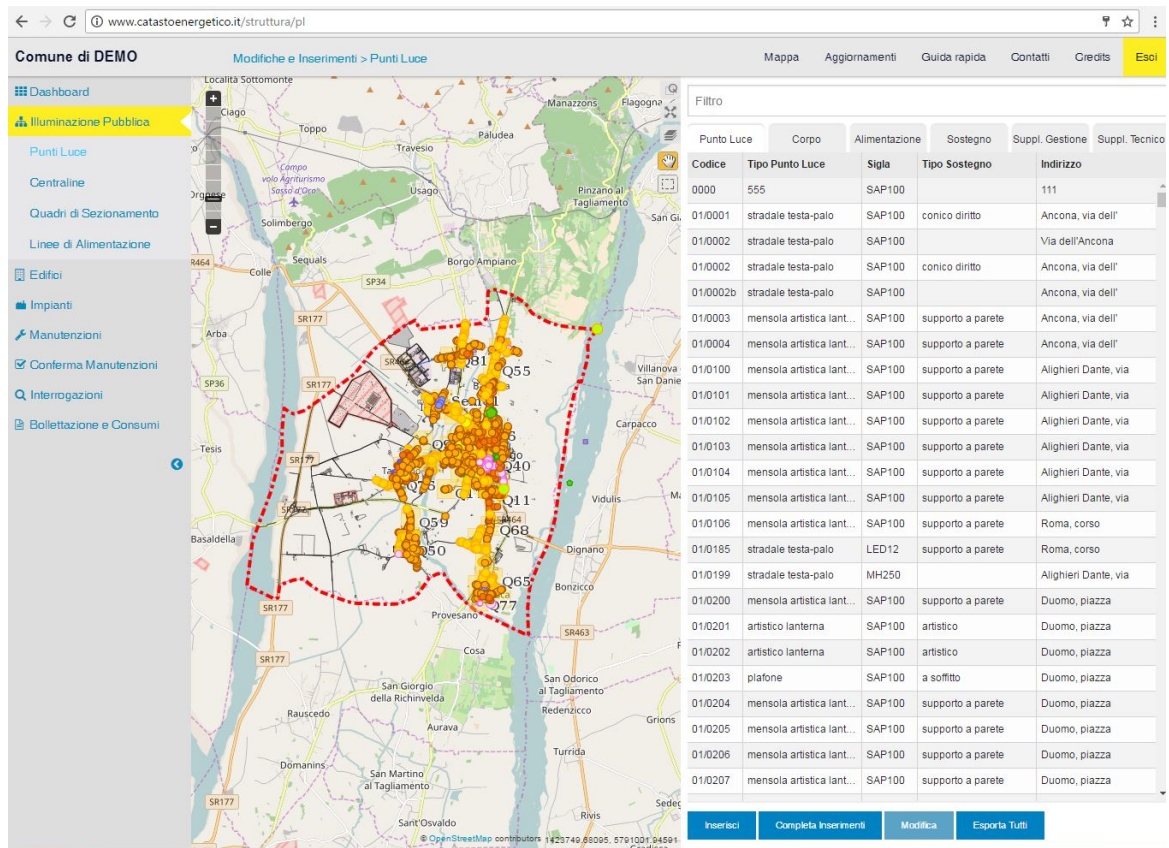 www.catastoenergetico.it/struttura/pl
Comune di DEMO
Modifiche e Inserimenti > Punti Luce
Mappa Aggiornamenti Guida rapida Contatti Credits Esci
Dashboard
Illuminazione Pubblica
Punti Luce
Centraline
Quadri di Sezionamento
Linee di Alimentazione
Edifici
Impianti
Manutenzioni
Conferma Manutenzioni
Interrogazioni
Bollettazione e Consumi
Località Sottomonte
Ciago
Toppo
Manazzons
Flagogna
Paludea
Travesio
Campo
volo Agriturismo
Sasso d'Oro
Usago
Pinzano al
Tagliamento
Solimbergo
Sequals
Borgo Ampiano
Colle
R464
SP34
SR177
Arba
Q81
Q55
Villanova
San Danie
SP36
SR177
Carpacco
Tesis
SR177
Q40
Q11
Vidulis
Q59
SR464
Q68
Basaldella
Q50
Dignano
Q65
Bonzicco
Q77
SR177
Provesano
SR463
Cosa
SR177
San Giorgio
della Richinvelda
San Odorico
al Tagliamento
Redenzicco
Rauscedo
Grions
Aurava
Turrida
Domanins
San Martino
al Tagliamento
SR177
Rivis
Sant'Osvaldo
© OpenStreetMap contributors 1423749.68095, 5791001.94591
Filtro
Punto Luce Corpo Alimentazione Sostegno Suppl. Gestione Suppl. Tecnico
Codice Tipo Punto Luce Sigla Tipo Sostegno Indirizzo
0000 555 SAP100 111
01/0001 stradale testa-palo SAP100 conico diritto Ancona, via dell'
01/0002 stradale testa-palo SAP100 Via dell'Ancona
01/0002 stradale testa-palo SAP100 conico diritto Ancona, via dell'
01/0002b stradale testa-palo SAP100 Ancona, via dell'
01/0003 mensola artistica lant... SAP100 supporto a parete Ancona, via dell'
01/0004 mensola artistica lant... SAP100 supporto a parete Ancona, via dell'
01/0100 mensola artistica lant... SAP100 supporto a parete Alighieri Dante, via
01/0101 mensola artistica lant... SAP100 supporto a parete Alighieri Dante, via
01/0102 mensola artistica lant... SAP100 supporto a parete Alighieri Dante, via
01/0103 mensola artistica lant... SAP100 supporto a parete Alighieri Dante, via
01/0104 mensola artistica lant... SAP100 supporto a parete Alighieri Dante, via
01/0105 mensola artistica lant... SAP100 supporto a parete Alighieri Dante, via
01/0106 mensola artistica lant... SAP100 supporto a parete Roma, corso
01/0185 stradale testa-palo LED12 supporto a parete Roma, corso
01/0199 stradale testa-palo MH250 Alighieri Dante, via
01/0200 mensola artistica lant... SAP100 supporto a parete Duomo, piazza
01/0201 artistico lanterna SAP100 artistico Duomo, piazza
01/0202 artistico lanterna SAP100 artistico Duomo, piazza
01/0203 plafone SAP100 a soffitto Duomo, piazza
01/0204 mensola artistica lant... SAP100 supporto a parete Duomo, piazza
01/0205 mensola artistica lant... SAP100 supporto a parete Duomo, piazza
01/0206 mensola artistica lant... SAP100 supporto a parete Duomo, piazza
01/0207 mensola artistica lant... SAP100 supporto a parete Duomo, piazza
Inserisci Completa Inserimenti Modifica Esporta Tutti